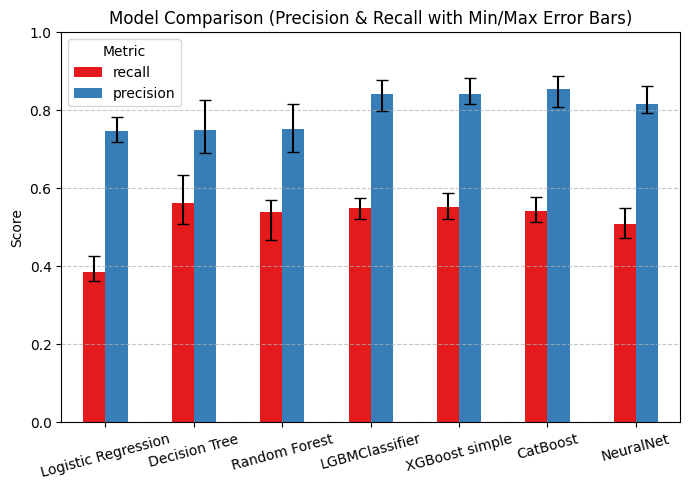 Model Comparison (Precision & Recall with Min/Max Error Bars)
Metric
recall
precision
Score
1.0
0.8
0.6
0.4
0.2
0.0
Logistic Regression
Decision Tree
Random Forest
LGBMClassifier
XGBoost simple
CatBoost
NeuralNet